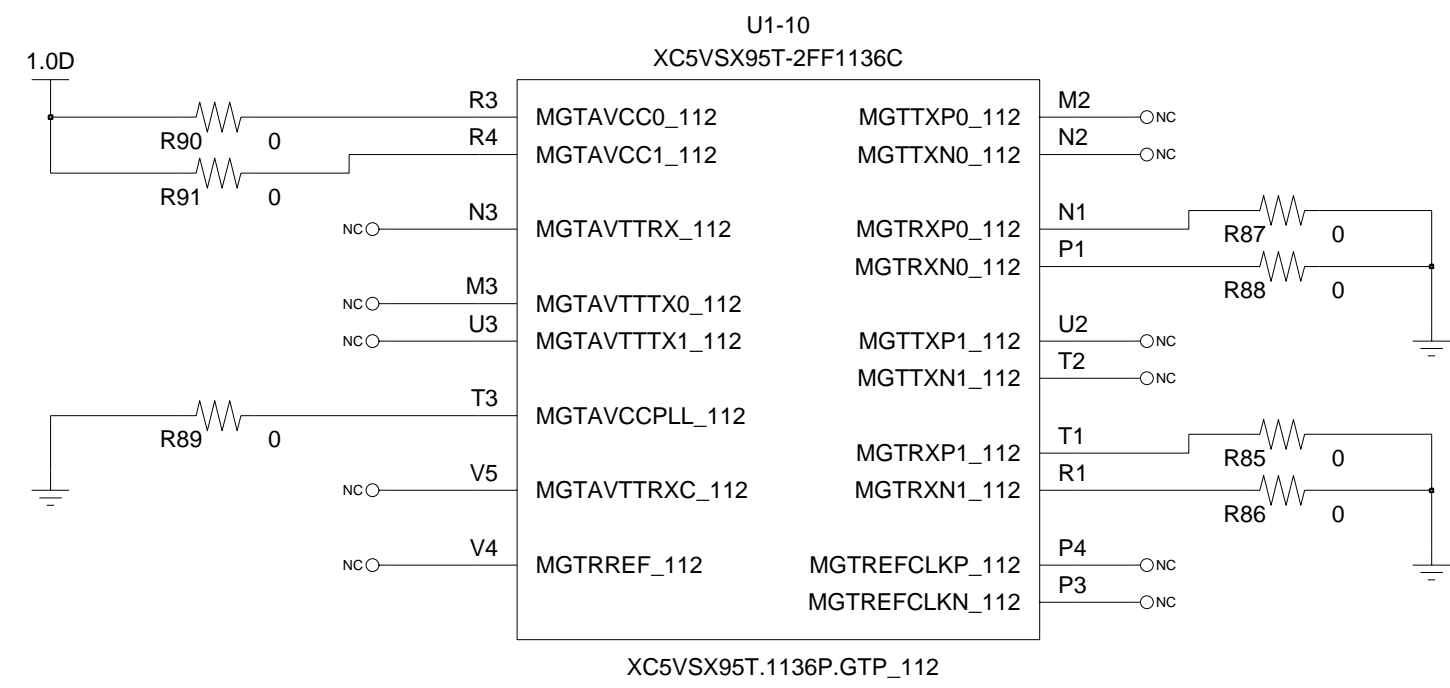 U1-10
XC5VSX95T-2FF1136C
1.0D
R3 MGTAVCC0_112 MGTTXP0_112 M2 NC
R90 0
R4 MGTAVCC1_112 MGTTXN0_112 N2 NC
R91 0
NC N3 MGTAVTTRX_112 MGTRXP0_112 N1
R87 0
MGTRXN0_112 P1
R88 0
NC M3 MGTAVTTTX0_112
NC U3 MGTAVTTTX1_112 MGTTXP1_112 U2 NC
MGTTXN1_112 T2 NC
T3 MGTAVCCPLL_112
R89 0
MGTRXP1_112 T1
R85 0
NC V5 MGTAVTTRXC_112 MGTRXN1_112 R1
R86 0
NC V4 MGTRREF_112 MGTREFCLKP_112 P4 NC
MGTREFCLKN_112 P3 NC
XC5VSX95T.1136P.GTP_112